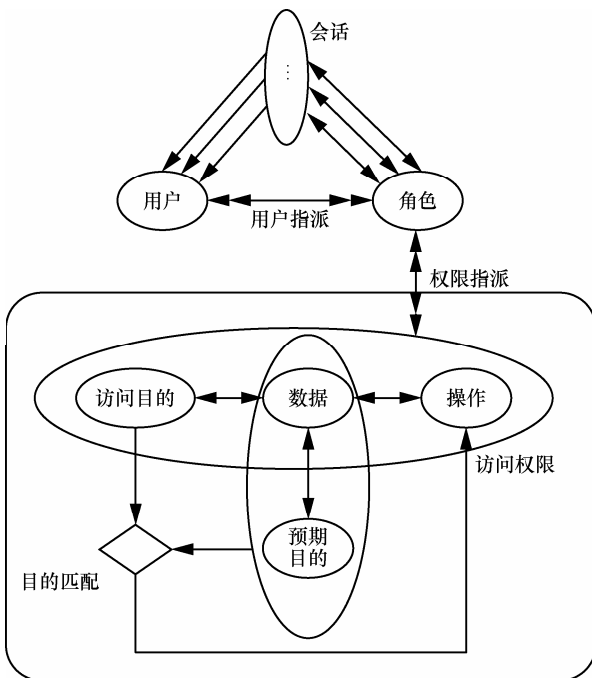 会话
…
用户
用户指派
角色
权限指派
访问目的
数据
操作
访问权限
预期
目的
目的匹配